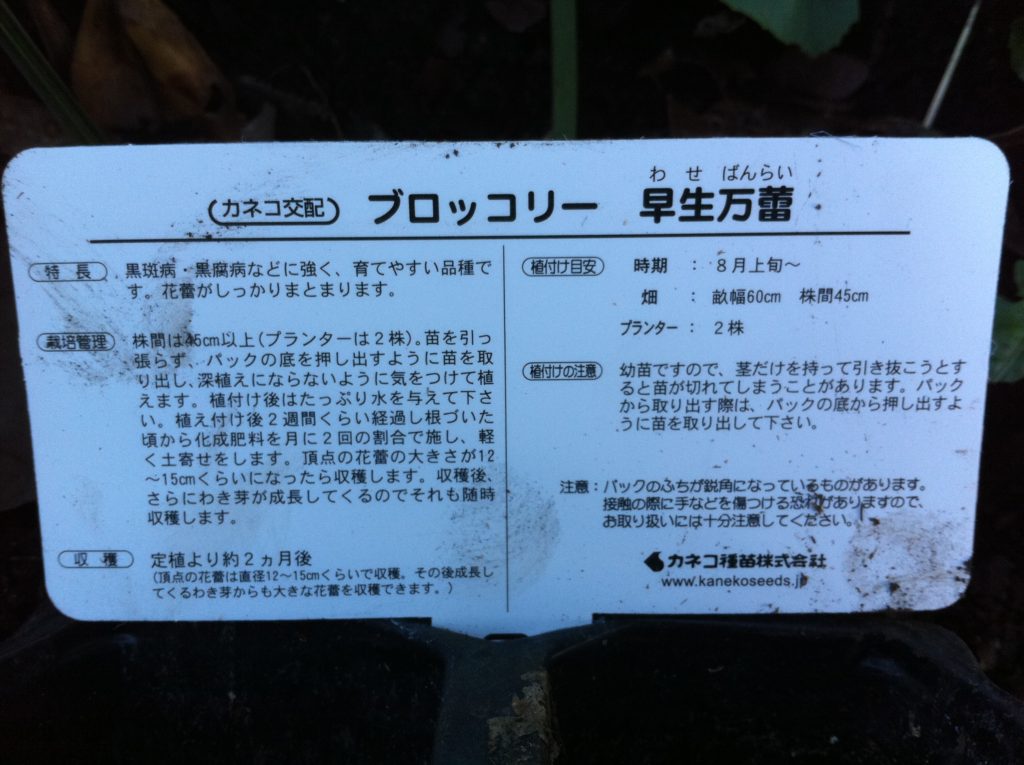 カネコ交配 ブロッコリー 早生万蕾
わせ ばんらい
特長 黒斑病・黒腐病などに強く、育てやすい品種で
す。花蕾がしっかりまとまります。
栽培管理 株間は45cm以上(プランターは2株)。苗を引っ
張らず、パックの底を押し出すように苗を取
り出し、深植えにならないように気をつけて植
えます。植付け後はたっぷり水を与えて下さ
い。植え付け後2週間くらい経過し根づいた
頃から化成肥料を月に2回の割合で施し、軽
く土寄せをします。頂点の花蕾の大きさが12
〜15cmくらいになったら収穫します。収穫後、
さらにわき芽が成長してくるのでそれも随時
収穫します。
収穫 定植より約2ヵ月後
(頂点の花蕾は直径12〜15cmくらいで収穫。その後成長し
てくるわき芽からも大きな花蕾を収穫できます。)
植付け目安 時期 : 8月上旬〜
畑 : 畝幅60cm 株間45cm
プランター : 2株
植付けの注意 幼苗ですので、茎だけを持って引き抜こうとす
ると苗が切れてしまうことがあります。パック
から取り出す際は、パックの底から押し出すよ
うに苗を取り出して下さい。
注意:パックのふちが鋭角になっているものがあります。
接触の際に手などを傷つける恐れがありますので、
お取り扱いには十分注意してください。
カネコ種苗株式会社
www.kanekoseeds.jp